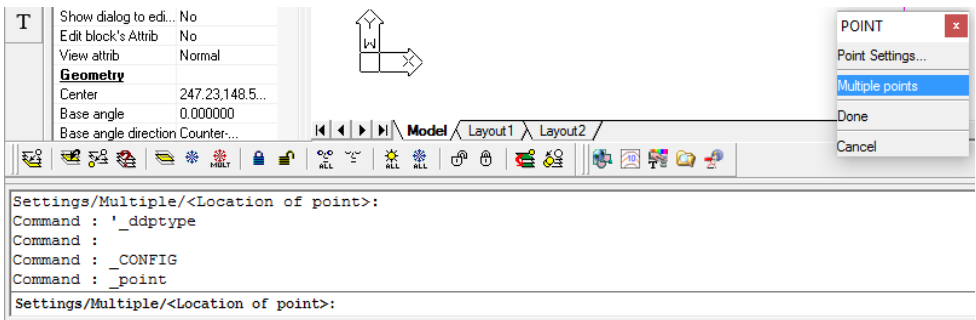 T
Show dialog to edi... No
Edit block's Attrib No
View attrib Normal
Geometry
Center 247.23,148.5...
Base angle 0.000000
Base angle direction Counter-...
Y
W
X
Model Layout1 Layout2
POINT x
Point Settings...
Multiple points
Done
Cancel
MULT ALL ALL ALL
Settings/Multiple/<Location of point>:
Command : '_ddptype
Command :
Command : _CONFIG
Command : _point
Settings/Multiple/<Location of point>: